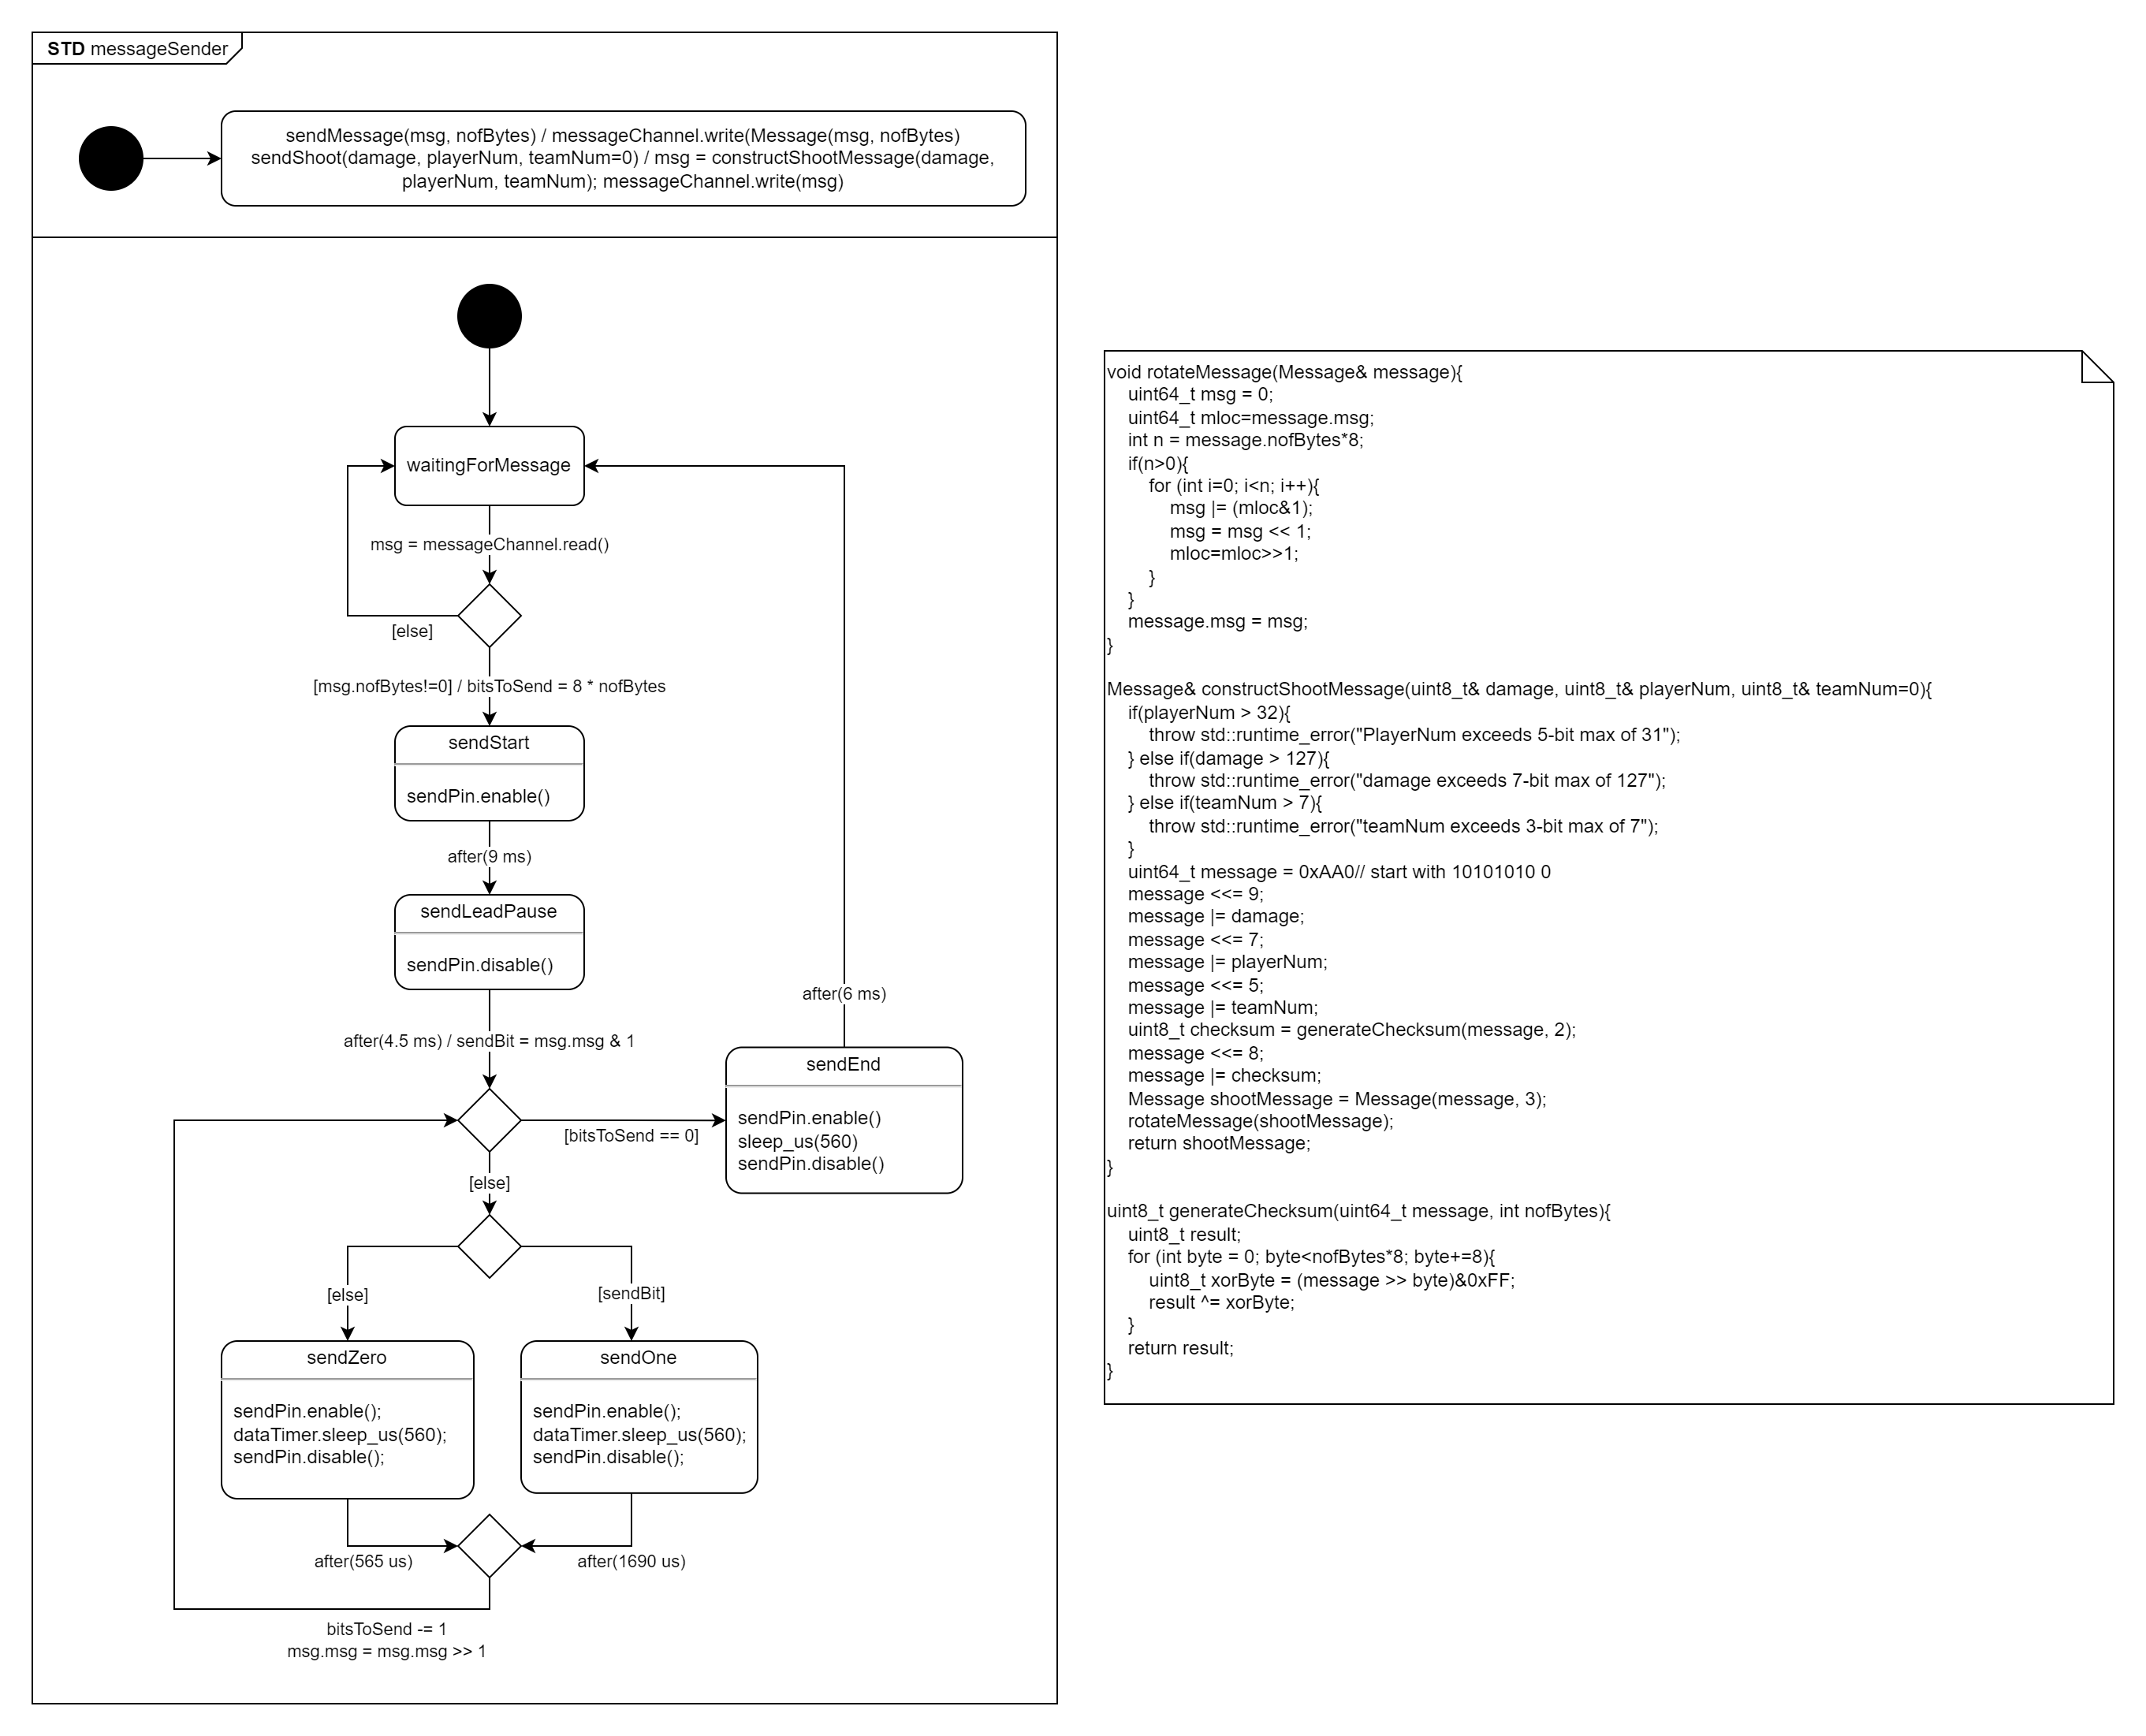 STD messageSender
sendMessage(msg, nofBytes) / messageChannel.write(Message(msg, nofBytes)
sendShoot(damage, playerNum, teamNum=0) / msg = constructShootMessage(damage,
playerNum, teamNum); messageChannel.write(msg)
waitingForMessage
msg = messageChannel.read()
[else]
[msg.nofBytes!=0] / bitsToSend = 8 * nofBytes
sendStart
sendPin.enable()
after(9 ms)
sendLeadPause
sendPin.disable()
after(4.5 ms) / sendBit = msg.msg & 1
[bitsToSend == 0]
sendEnd
sendPin.enable()
sleep_us(560)
sendPin.disable()
after(6 ms)
[else]
[else]
[sendBit]
sendZero
sendPin.enable();
dataTimer.sleep_us(560);
sendPin.disable();
sendOne
sendPin.enable();
dataTimer.sleep_us(560);
sendPin.disable();
after(565 us)
after(1690 us)
bitsToSend -= 1
msg.msg = msg.msg >> 1
void rotateMessage(Message& message){
uint64_t msg = 0;
uint64_t mloc=message.msg;
int n = message.nofBytes*8;
if(n>0){
for (int i=0; i<n; i++){
msg |= (mloc&1);
msg = msg << 1;
mloc=mloc>>1;
}
}
message.msg = msg;
}
Message& constructShootMessage(uint8_t& damage, uint8_t& playerNum, uint8_t& teamNum=0){
if(playerNum > 32){
throw std::runtime_error("PlayerNum exceeds 5-bit max of 31");
} else if(damage > 127){
throw std::runtime_error("damage exceeds 7-bit max of 127");
} else if(teamNum > 7){
throw std::runtime_error("teamNum exceeds 3-bit max of 7");
}
uint64_t message = 0xAA0// start with 10101010 0
message <<= 9;
message |= damage;
message <<= 7;
message |= playerNum;
message <<= 5;
message |= teamNum;
uint8_t checksum = generateChecksum(message, 2);
message <<= 8;
message |= checksum;
Message shootMessage = Message(message, 3);
rotateMessage(shootMessage);
return shootMessage;
}
uint8_t generateChecksum(uint64_t message, int nofBytes){
uint8_t result;
for (int byte = 0; byte<nofBytes*8; byte+=8){
uint8_t xorByte = (message >> byte)&0xFF;
result ^= xorByte;
}
return result;
}